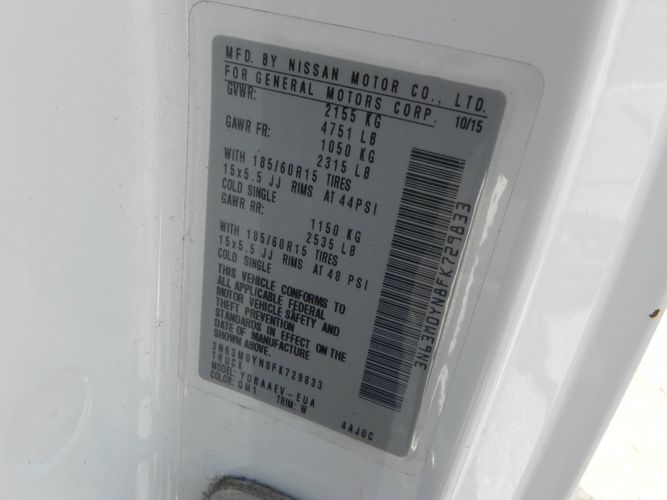 MFD. BY NISSAN MOTOR CO., LTD.
FOR GENERAL MOTORS CORP. 10/15
GVWR: 2155 KG
4751 LB
GAWR FR: 1050 KG
2315 LB
WITH 185/60R15 TIRES
15x5.5 JJ RIMS AT 44PSI
COLD SINGLE
GAWR RR: 1150 KG
2535 LB
WITH 185/60R15 TIRES
15x5.5 JJ RIMS AT 48 PSI
COLD SINGLE
THIS VEHICLE CONFORMS TO
ALL APPLICABLE FEDERAL
MOTOR VEHICLE SAFETY AND
THEFT PREVENTION
STANDARDS IN EFFECT ON THE
DATE OF MANUFACTURE
SHOWN ABOVE.
3N63M0YN8FK729833
TRUCK
MODEL: YDRAAEV-EUA
COLOR: QM1 TRIM: W
4AJ0C
3N63M0YN8FK729833